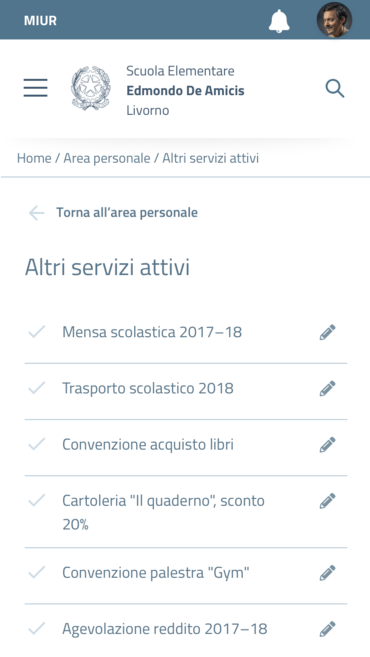 MIUR
Scuola Elementare
Edmondo De Amicis
Livorno
Home / Area personale / Altri servizi attivi
Torna all'area personale
Altri servizi attivi
Mensa scolastica 2017–18
Trasporto scolastico 2018
Convenzione acquisto libri
Cartoleria "Il quaderno", sconto
20%
Convenzione palestra "Gym"
Agevolazione reddito 2017–18